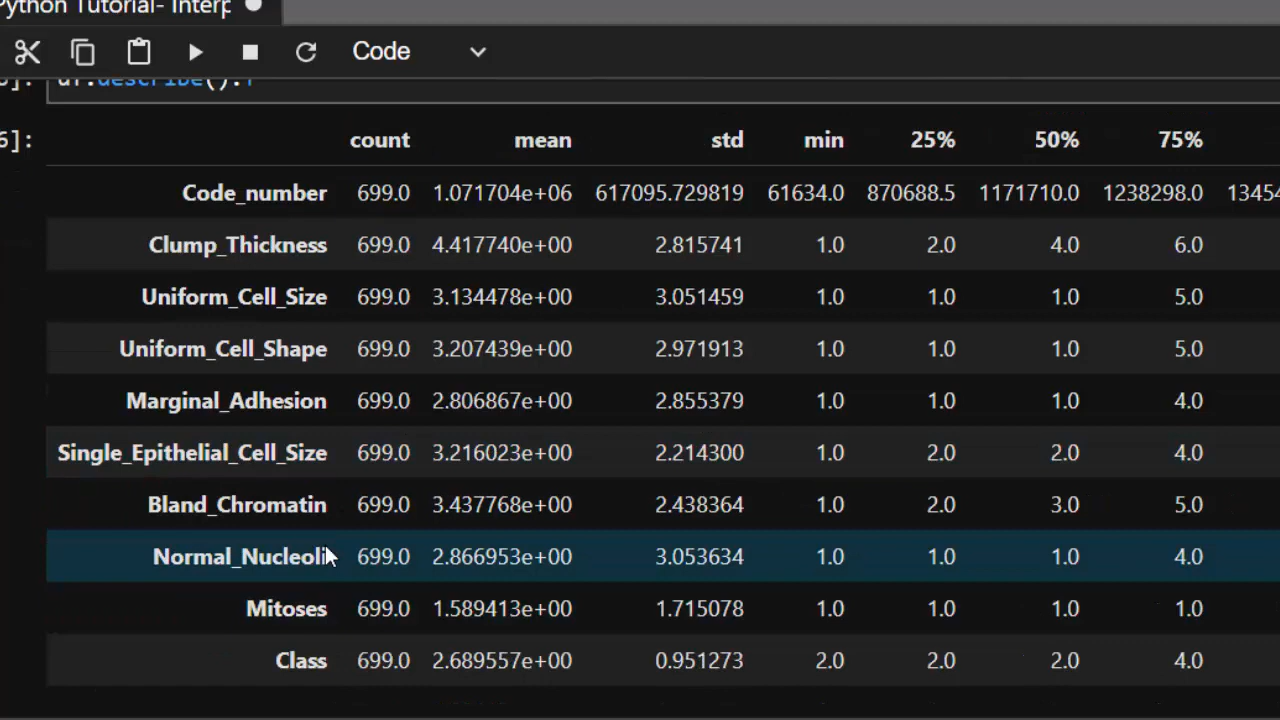 Python Tutorial- Interp
Code
df.describe().T
6]:
count mean std min 25% 50% 75%
Code_number 699.0 1.071704e+06 617095.729819 61634.0 870688.5 1171710.0 1238298.0 13454
Clump_Thickness 699.0 4.417740e+00 2.815741 1.0 2.0 4.0 6.0
Uniform_Cell_Size 699.0 3.134478e+00 3.051459 1.0 1.0 1.0 5.0
Uniform_Cell_Shape 699.0 3.207439e+00 2.971913 1.0 1.0 1.0 5.0
Marginal_Adhesion 699.0 2.806867e+00 2.855379 1.0 1.0 1.0 4.0
Single_Epithelial_Cell_Size 699.0 3.216023e+00 2.214300 1.0 2.0 2.0 4.0
Bland_Chromatin 699.0 3.437768e+00 2.438364 1.0 2.0 3.0 5.0
Normal_Nucleoli 699.0 2.866953e+00 3.053634 1.0 1.0 1.0 4.0
Mitoses 699.0 1.589413e+00 1.715078 1.0 1.0 1.0 1.0
Class 699.0 2.689557e+00 0.951273 2.0 2.0 2.0 4.0